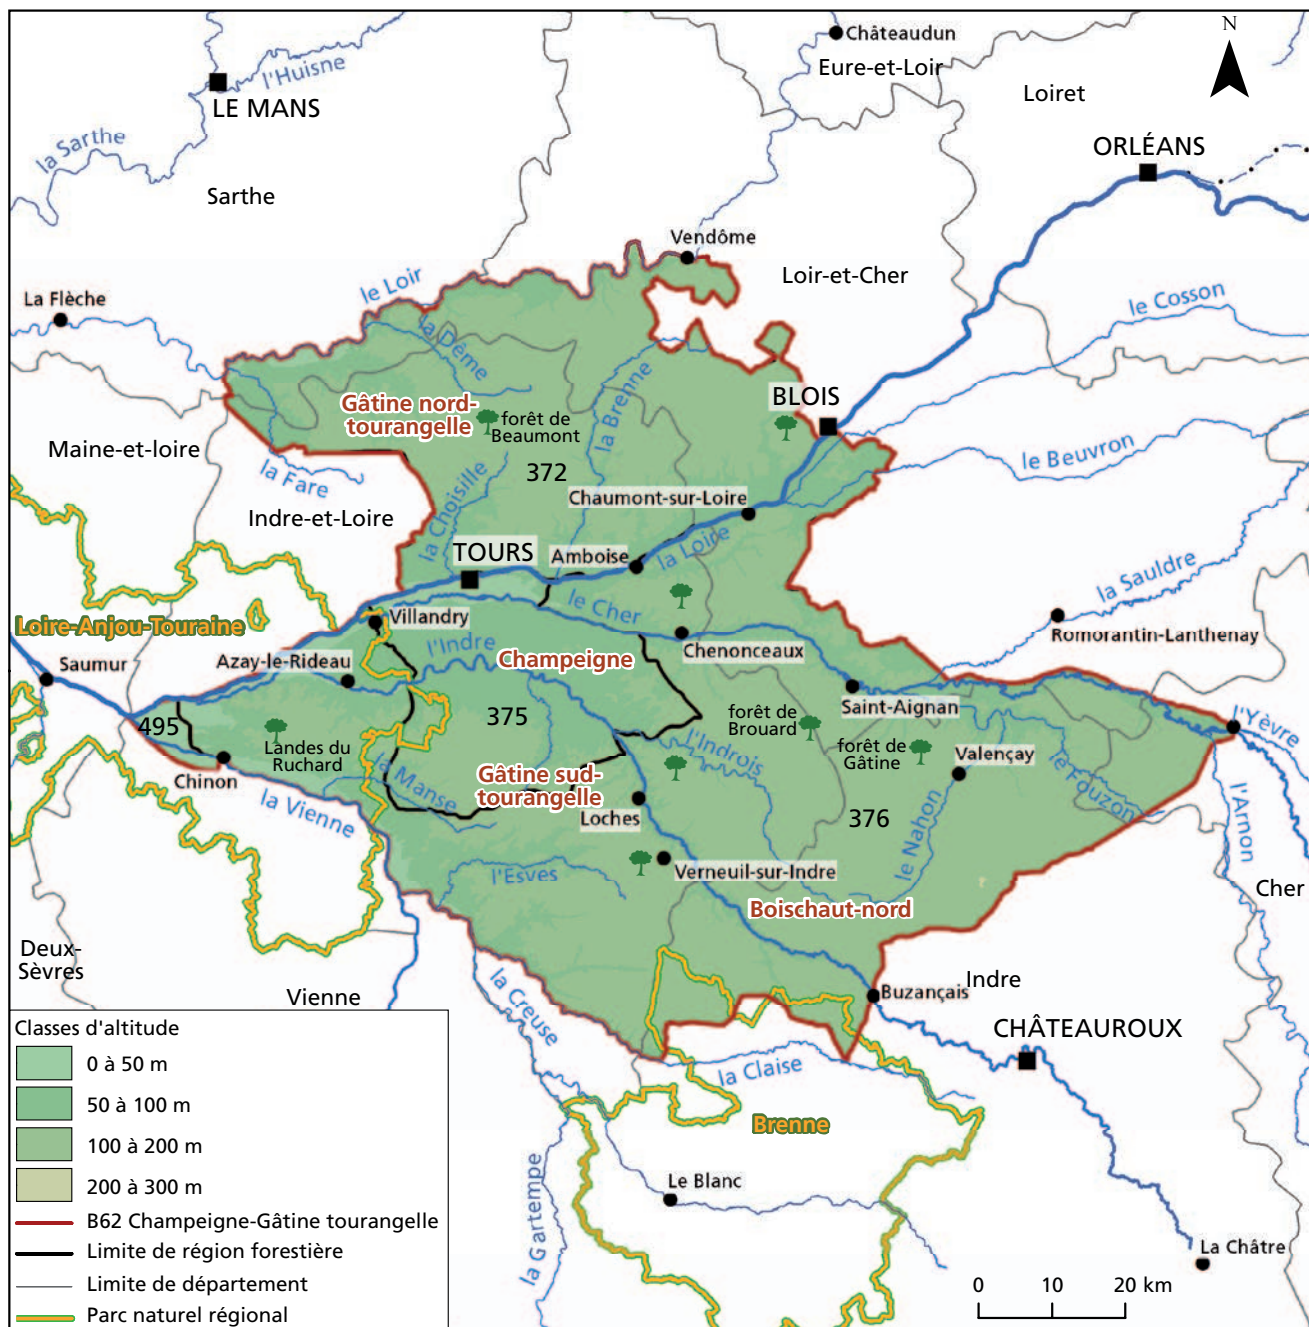 Châteaudun
N
Eure-et-Loir
l'Huisne
Loiret
LE MANS
la Sarthe
ORLÉANS
Sarthe
Vendôme
Loir-et-Cher
le Loir
La Flèche
le Cosson
la Dême
la Brenne
BLOIS
Gâtine nord-
tourangelle
forêt de
Beaumont
Maine-et-loire
le Beuvron
la Fare
372
la Choisille
Chaumont-sur-Loire
Indre-et-Loire
TOURS
Amboise
la Loire
la Sauldre
le Cher
Loire-Anjou-Touraine
Villandry
Romorantin-Lanthenay
l'Indre
Chenonceaux
Saumur
Azay-le-Rideau
Champeigne
Saint-Aignan
495
375
forêt de
Brouard
l'Yèvre
Landes du
Ruchard
l'Indrois
forêt de
Gâtine
Valençay
Chinon
la Manse
Gâtine sud-
tourangelle
le Fouzon
la Vienne
Loches
376
l'Arnon
le Nahon
l'Esves
Verneuil-sur-Indre
Cher
Boischaut-nord
Deux-
Sèvres
Vienne
la Creuse
Buzançais
Indre
CHÂTEAUROUX
la Claise
Brenne
Le Blanc
la Gartempe
La Châtre
Classes d'altitude
0 à 50 m
50 à 100 m
100 à 200 m
200 à 300 m
B62 Champeigne-Gâtine tourangelle
Limite de région forestière
Limite de département
Parc naturel régional
0 10 20 km